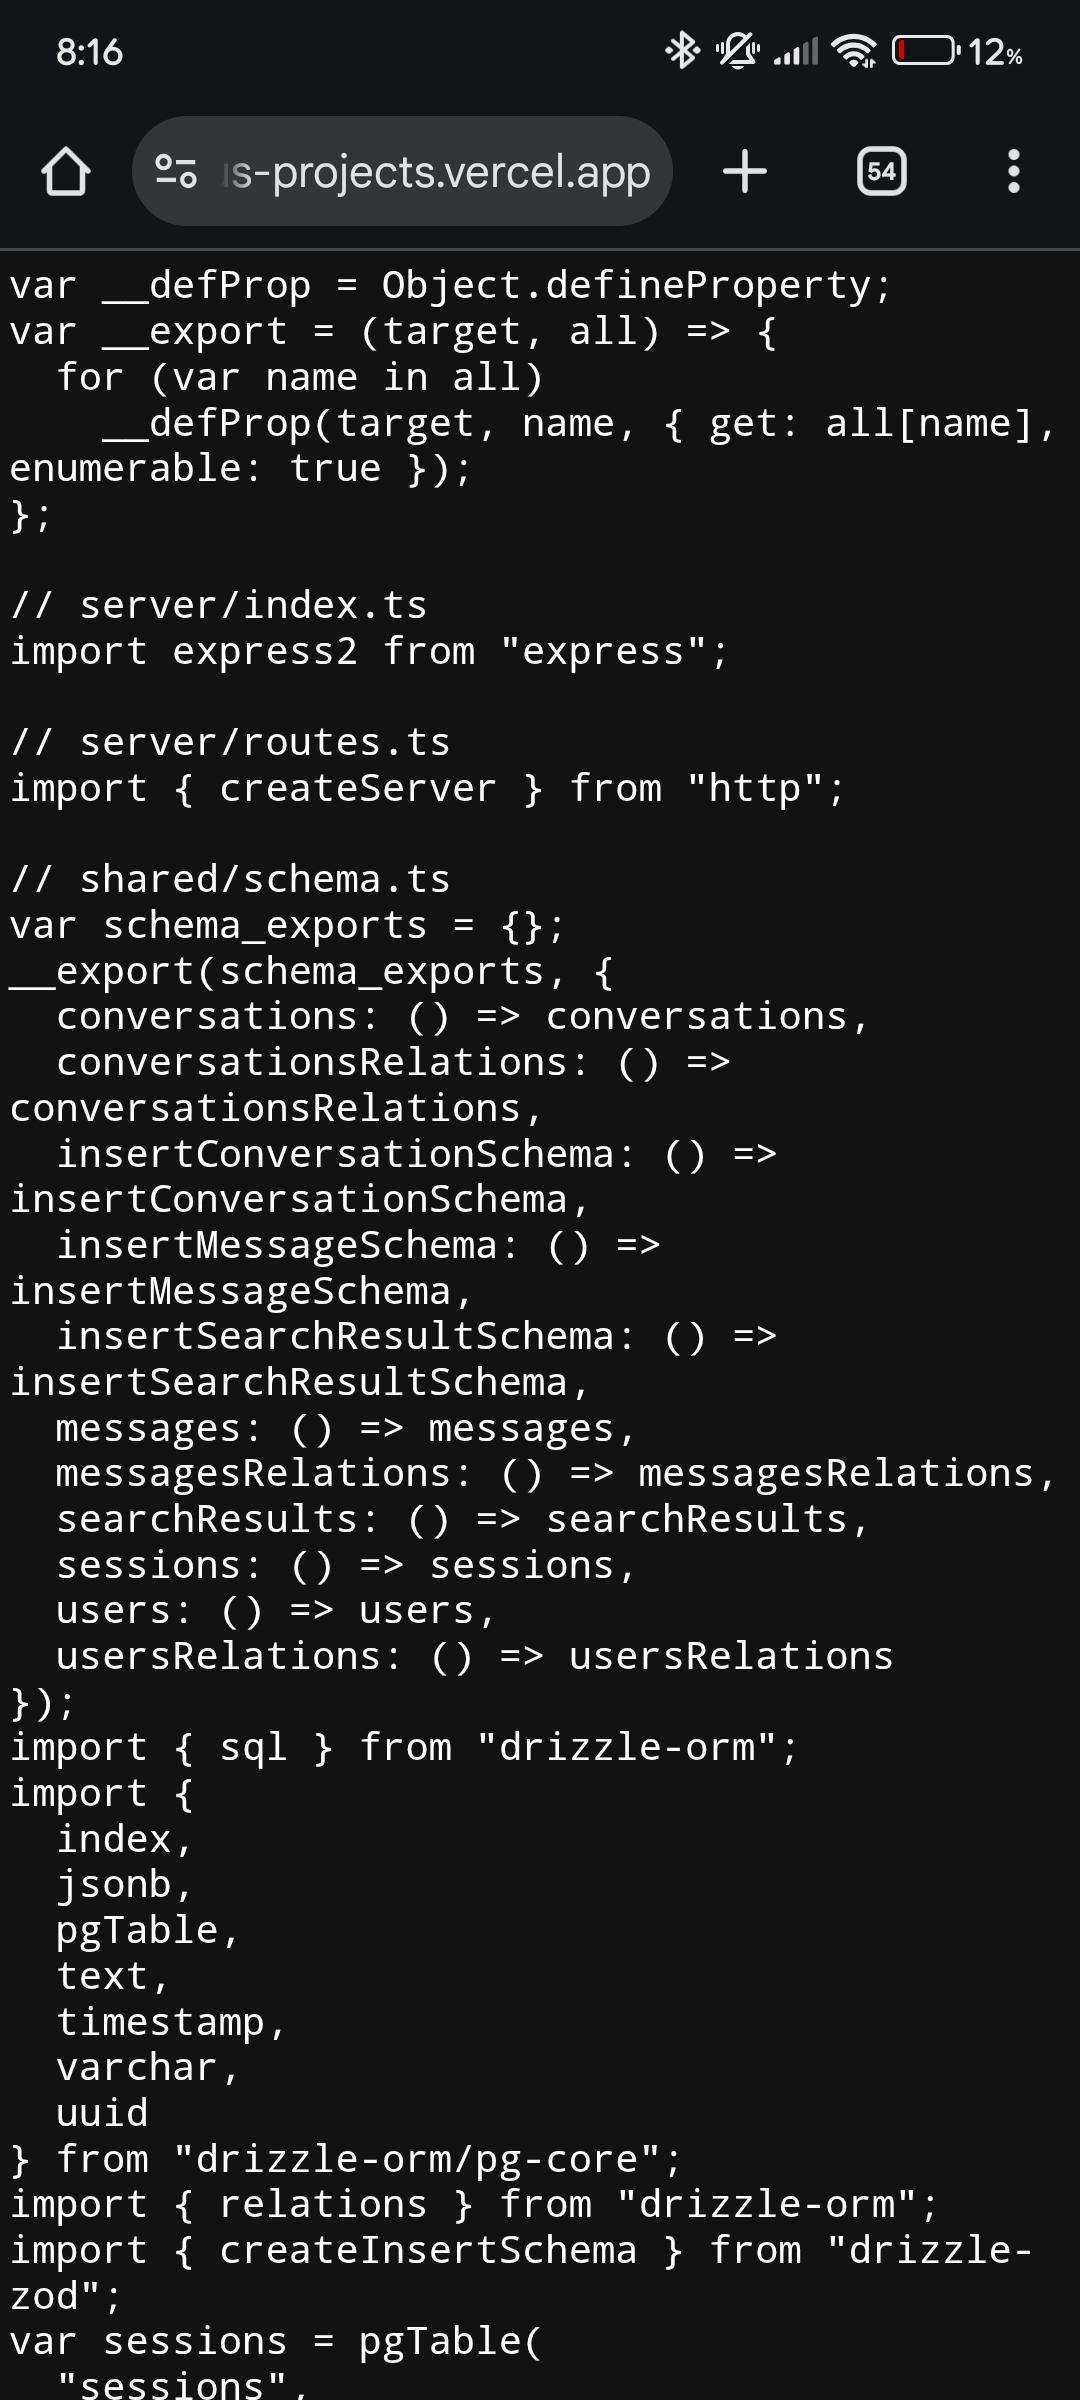 8:16
12%
s-projects.vercel.app
54
var __defProp = Object.defineProperty;
var __export = (target, all) => {
  for (var name in all)
    __defProp(target, name, { get: all[name],
enumerable: true });
};

// server/index.ts
import express2 from "express";

// server/routes.ts
import { createServer } from "http";

// shared/schema.ts
var schema_exports = {};
__export(schema_exports, {
  conversations: () => conversations,
  conversationsRelations: () =>
conversationsRelations,
  insertConversationSchema: () =>
insertConversationSchema,
  insertMessageSchema: () =>
insertMessageSchema,
  insertSearchResultSchema: () =>
insertSearchResultSchema,
  messages: () => messages,
  messagesRelations: () => messagesRelations,
  searchResults: () => searchResults,
  sessions: () => sessions,
  users: () => users,
  usersRelations: () => usersRelations
});
import { sql } from "drizzle-orm";
import {
  index,
  jsonb,
  pgTable,
  text,
  timestamp,
  varchar,
  uuid
} from "drizzle-orm/pg-core";
import { relations } from "drizzle-orm";
import { createInsertSchema } from "drizzle-
zod";
var sessions = pgTable(
  "sessions",